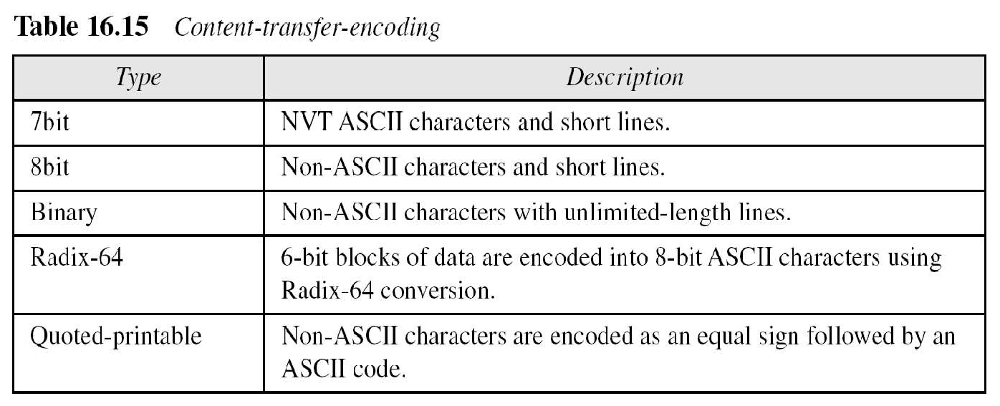 Table 16.15 Content-transfer-encoding
Type Description
7bit NVT ASCII characters and short lines.
8bit Non-ASCII characters and short lines.
Binary Non-ASCII characters with unlimited-length lines.
Radix-64 6-bit blocks of data are encoded into 8-bit ASCII characters using
Radix-64 conversion.
Quoted-printable Non-ASCII characters are encoded as an equal sign followed by an
ASCII code.